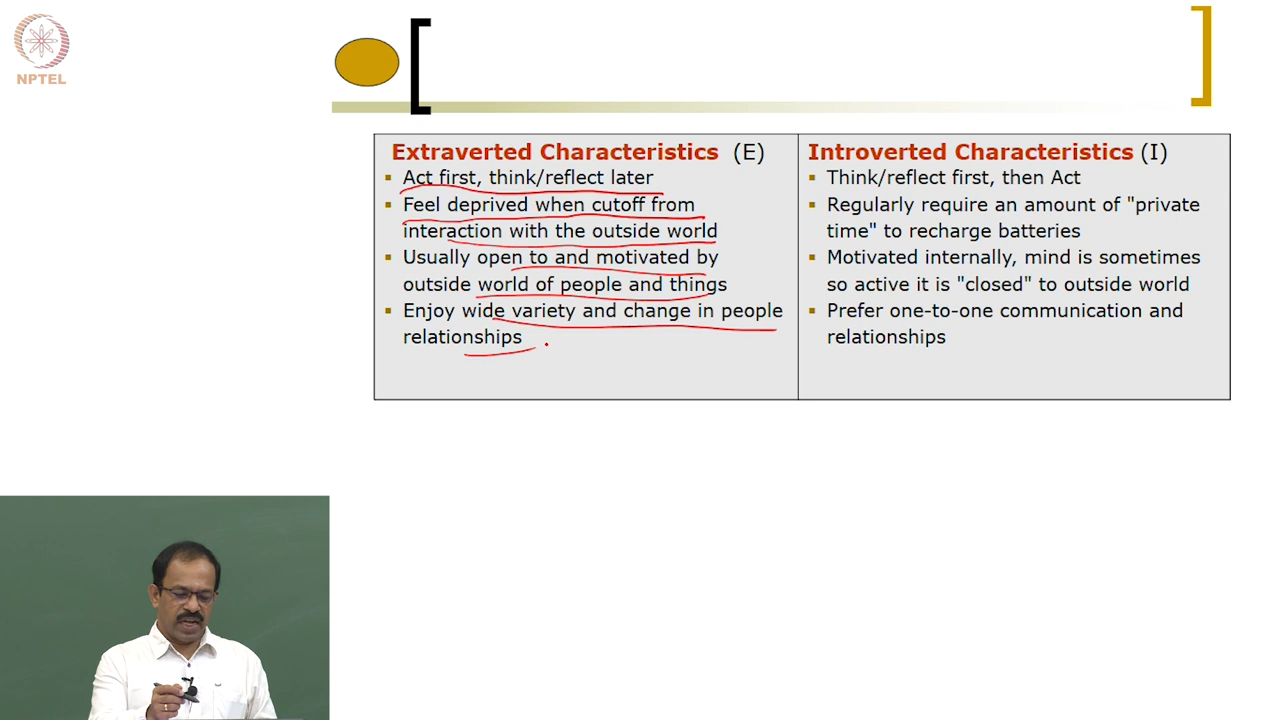 NPTEL
Extraverted Characteristics (E)
▪ Act first, think/reflect later
▪ Feel deprived when cutoff from
interaction with the outside world
▪ Usually open to and motivated by
outside world of people and things
▪ Enjoy wide variety and change in people
relationships
Introverted Characteristics (I)
▪ Think/reflect first, then Act
▪ Regularly require an amount of "private
time" to recharge batteries
▪ Motivated internally, mind is sometimes
so active it is "closed" to outside world
▪ Prefer one-to-one communication and
relationships